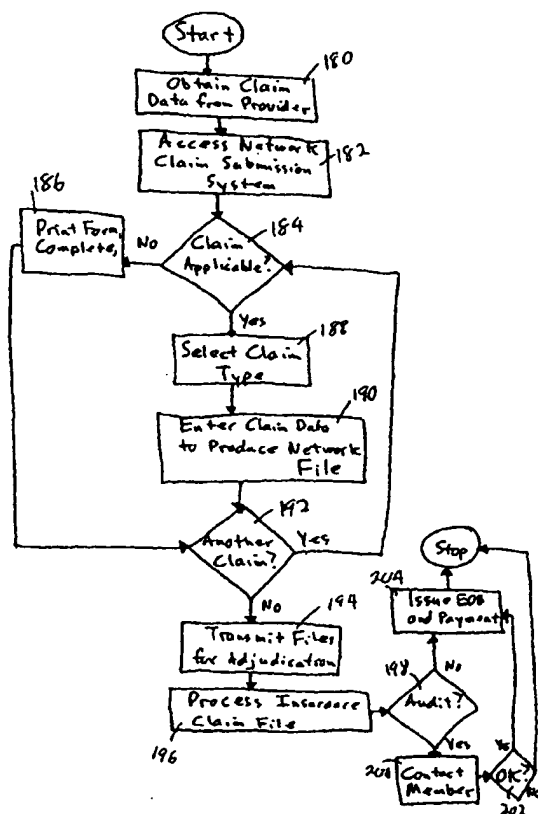 Start
180
Obtain Claim
Data from Provider
Access Network
Claim Submission
System
182
186
Print Form,
Complete,
No
184
Claim
Applicable?
Yes
188
Select Claim
Type
190
Enter Claim Data
to Produce Network
File
192
Another
Claim?
Yes
No
194
Transmit Files
for Adjudication
Process Insurance
Claim File
196
198
Audit?
No
Yes
204
Issue EOB
and Payment
Stop
Contact
Member
OK?
Yes
No
202